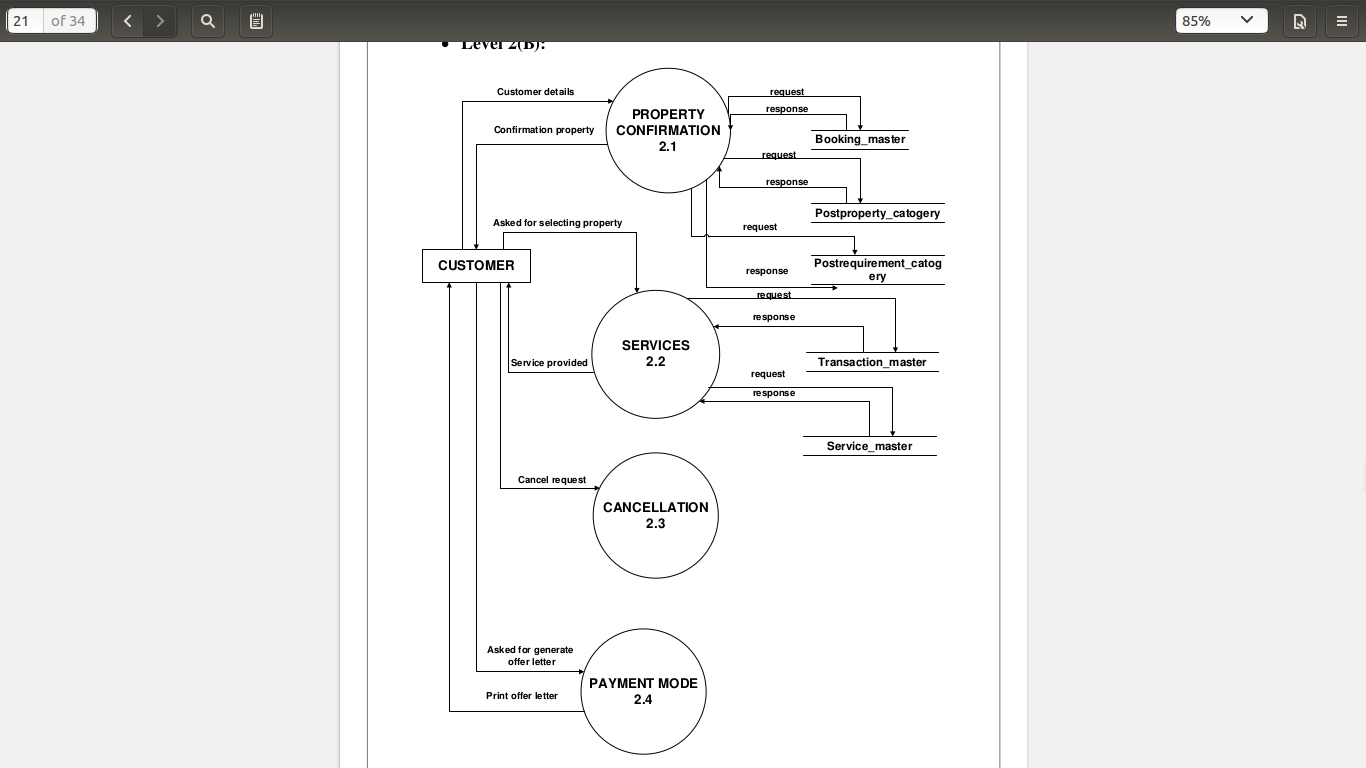 21 of 34
85%
Level 2(B):
Customer details
PROPERTY
CONFIRMATION
2.1
request
response
Booking_master
Confirmation property
request
response
Postproperty_catogery
Asked for selecting property
request
Postrequirement_catog
ery
response
CUSTOMER
request
response
SERVICES
2.2
Transaction_master
Service provided
request
response
Service_master
Cancel request
CANCELLATION
2.3
Asked for generate
offer letter
PAYMENT MODE
2.4
Print offer letter